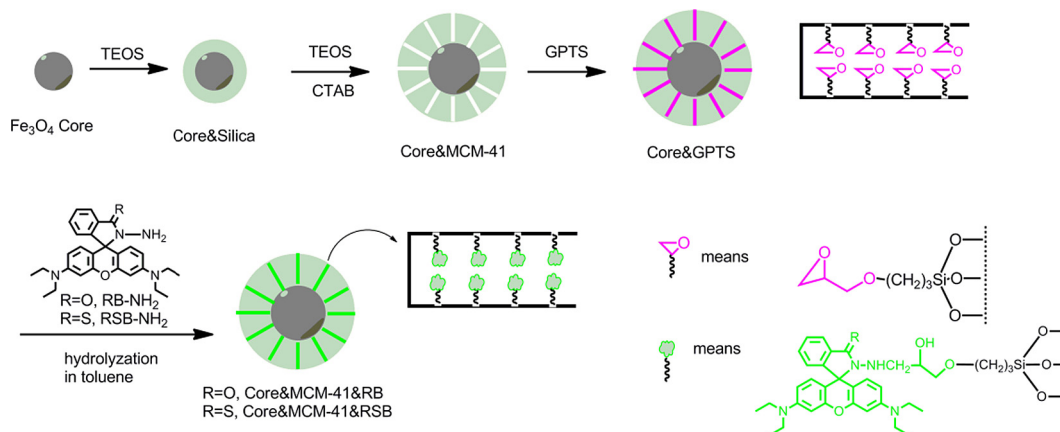 TEOS
TEOS
CTAB
GPTS
Fe3O4 Core
Core&Silica
Core&MCM-41
Core&GPTS
O O O O
O O O O
R
N—NH2
N O N
R=O, RB-NH2
R=S, RSB-NH2
hydrolyzation
in toluene
R=O, Core&MCM-41&RB
R=S, Core&MCM-41&RSB
O
means
O
O
O
(CH2)3Si
O
O
O
means
R
N-NHCH2
OH
O
(CH2)3Si
O
O
O
N O N